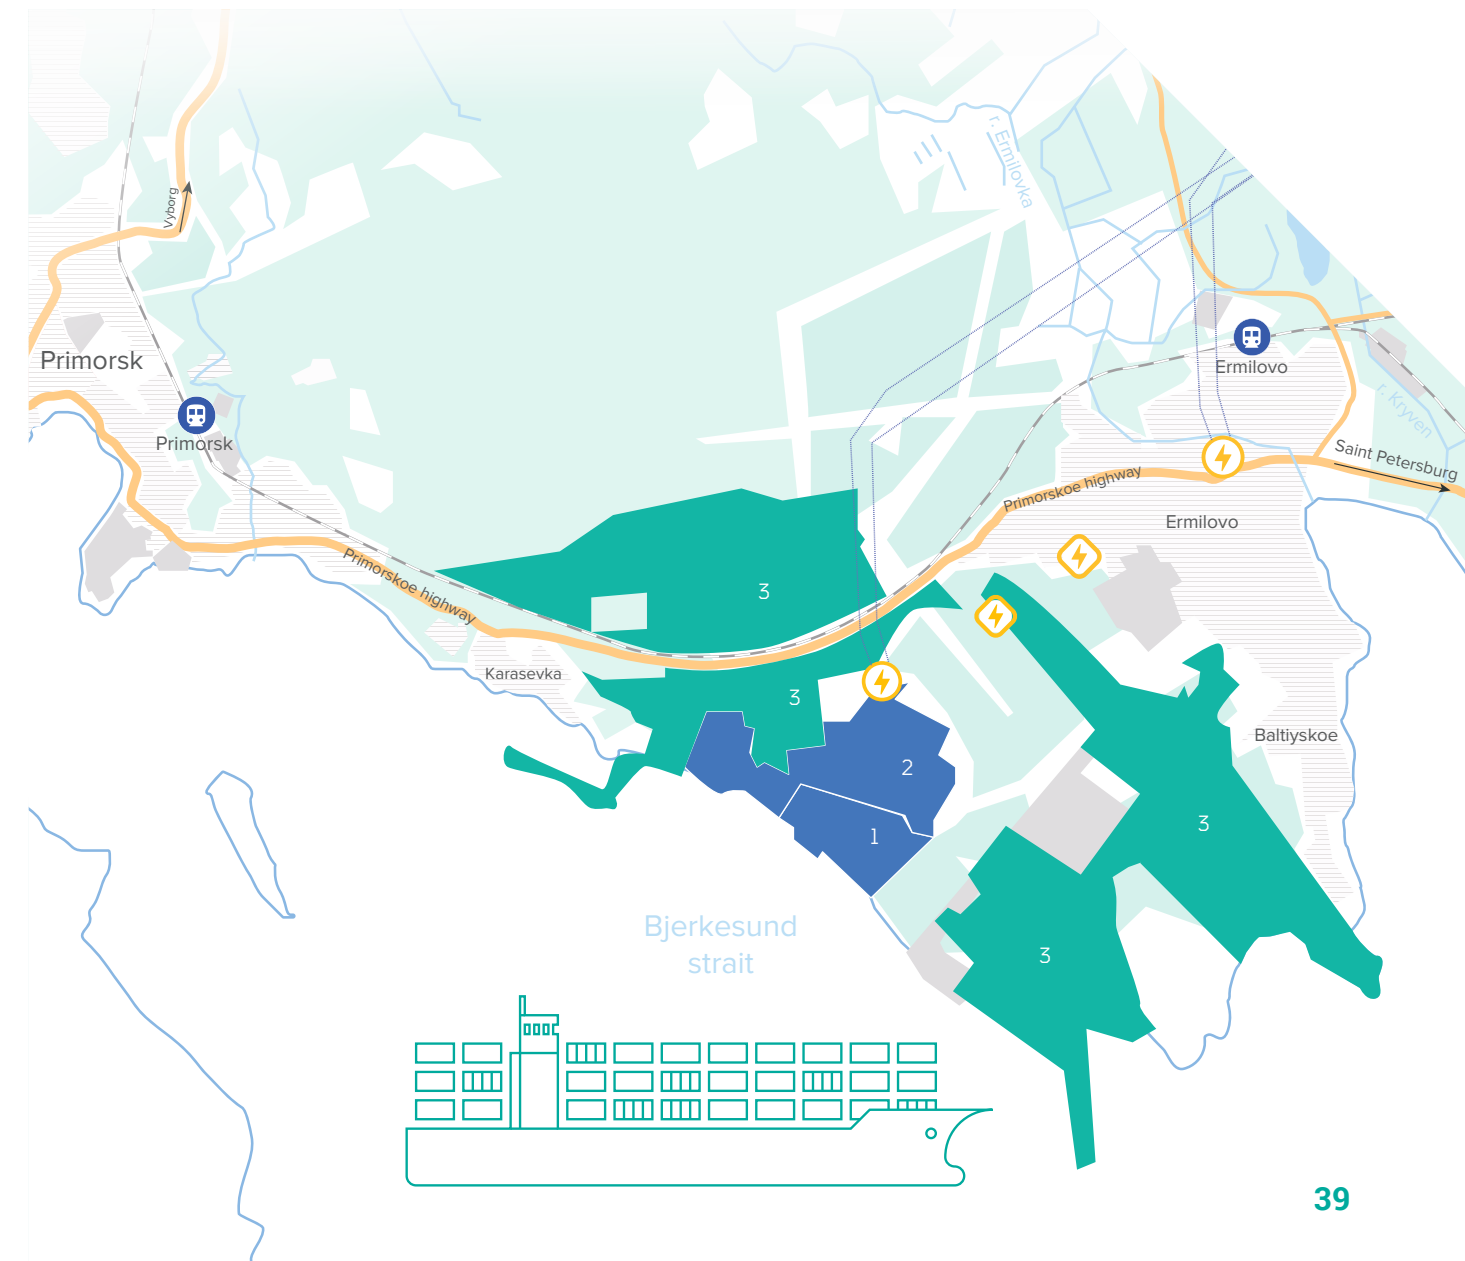 r. Ermilovka
Vyborg
Primorsk
Ermilovo
r. Kryven
Primorsk
Saint Petersburg
Primorskoe highway
Ermilovo
Primorskoe highway
3
Karasevka
3
Baltiyskoe
2
3
1
Bjerkesund
strait
3
39